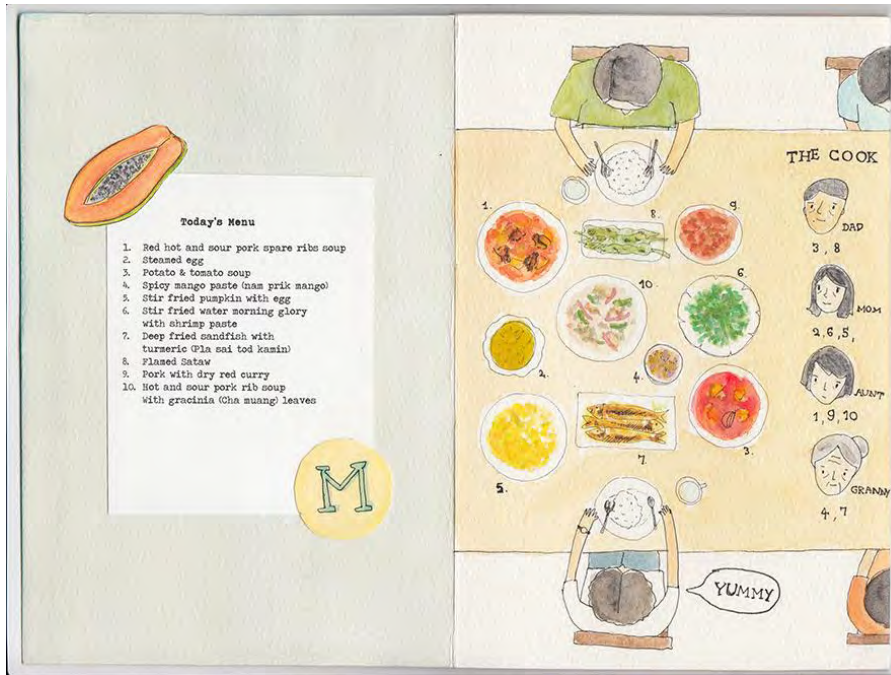 Today's Menu
1. Red hot and sour pork spare ribs soup
2. Steamed egg
3. Potato & tomato soup
4. Spicy mango paste (nam prik mango)
5. Stir fried pumpkin with egg
6. Stir fried water morning glory
with shrimp paste
7. Deep fried sandfish with
turmeric (Pla sai tod kamin)
8. Flamed Sataw
9. Pork with dry red curry
10. Hot and sour pork rib soup
with gracinia (Cha muang) leaves
M
1.
8.
9.
10.
6.
2.
4.
3.
5.
7.
THE COOK
DAD
3, 8
MOM
2.6,5,
AUNT
1,9,10
GRANNY
4,7
YUMMY